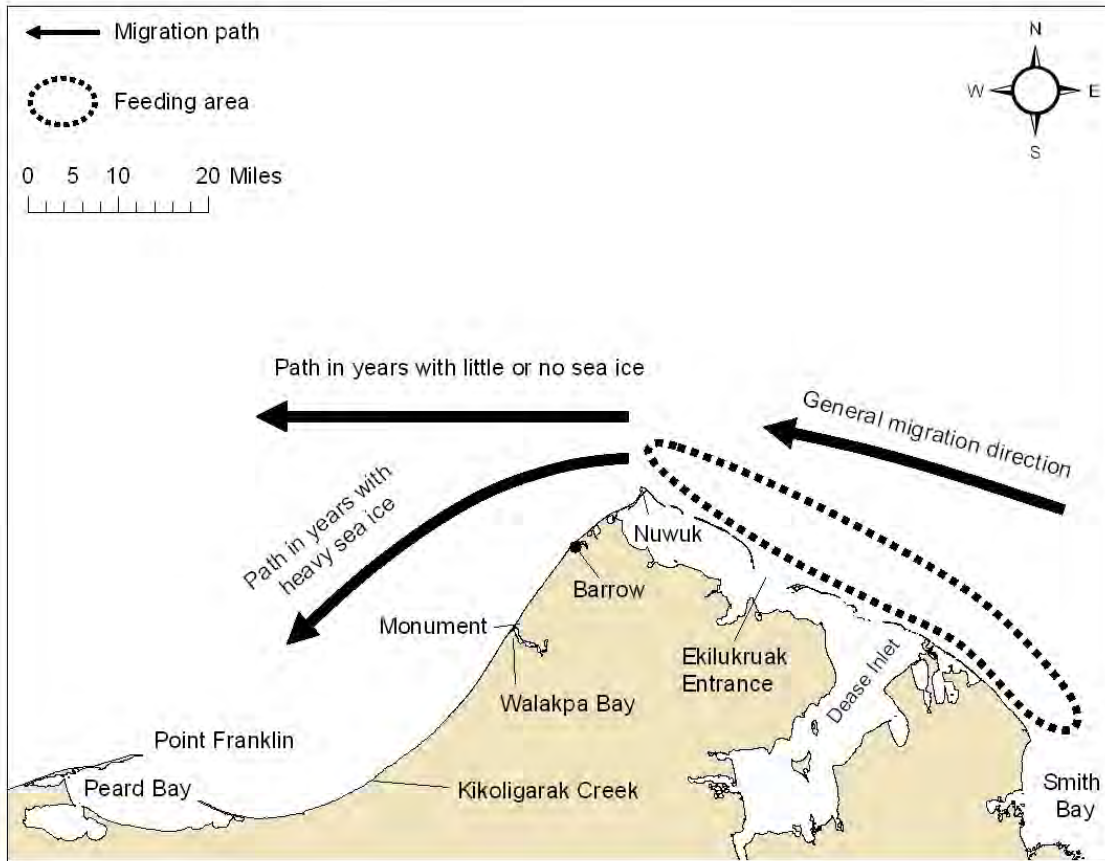 Migration path
Feeding area
0 5 10 20 Miles
N
W E
S
Path in years with little or no sea ice
General migration direction
Path in years with
heavy sea ice
Nuwuk
Barrow
Monument
Ekilukruak
Entrance
Dease Inlet
Walakpa Bay
Point Franklin
Peard Bay
Kikoligarak Creek
Smith
Bay